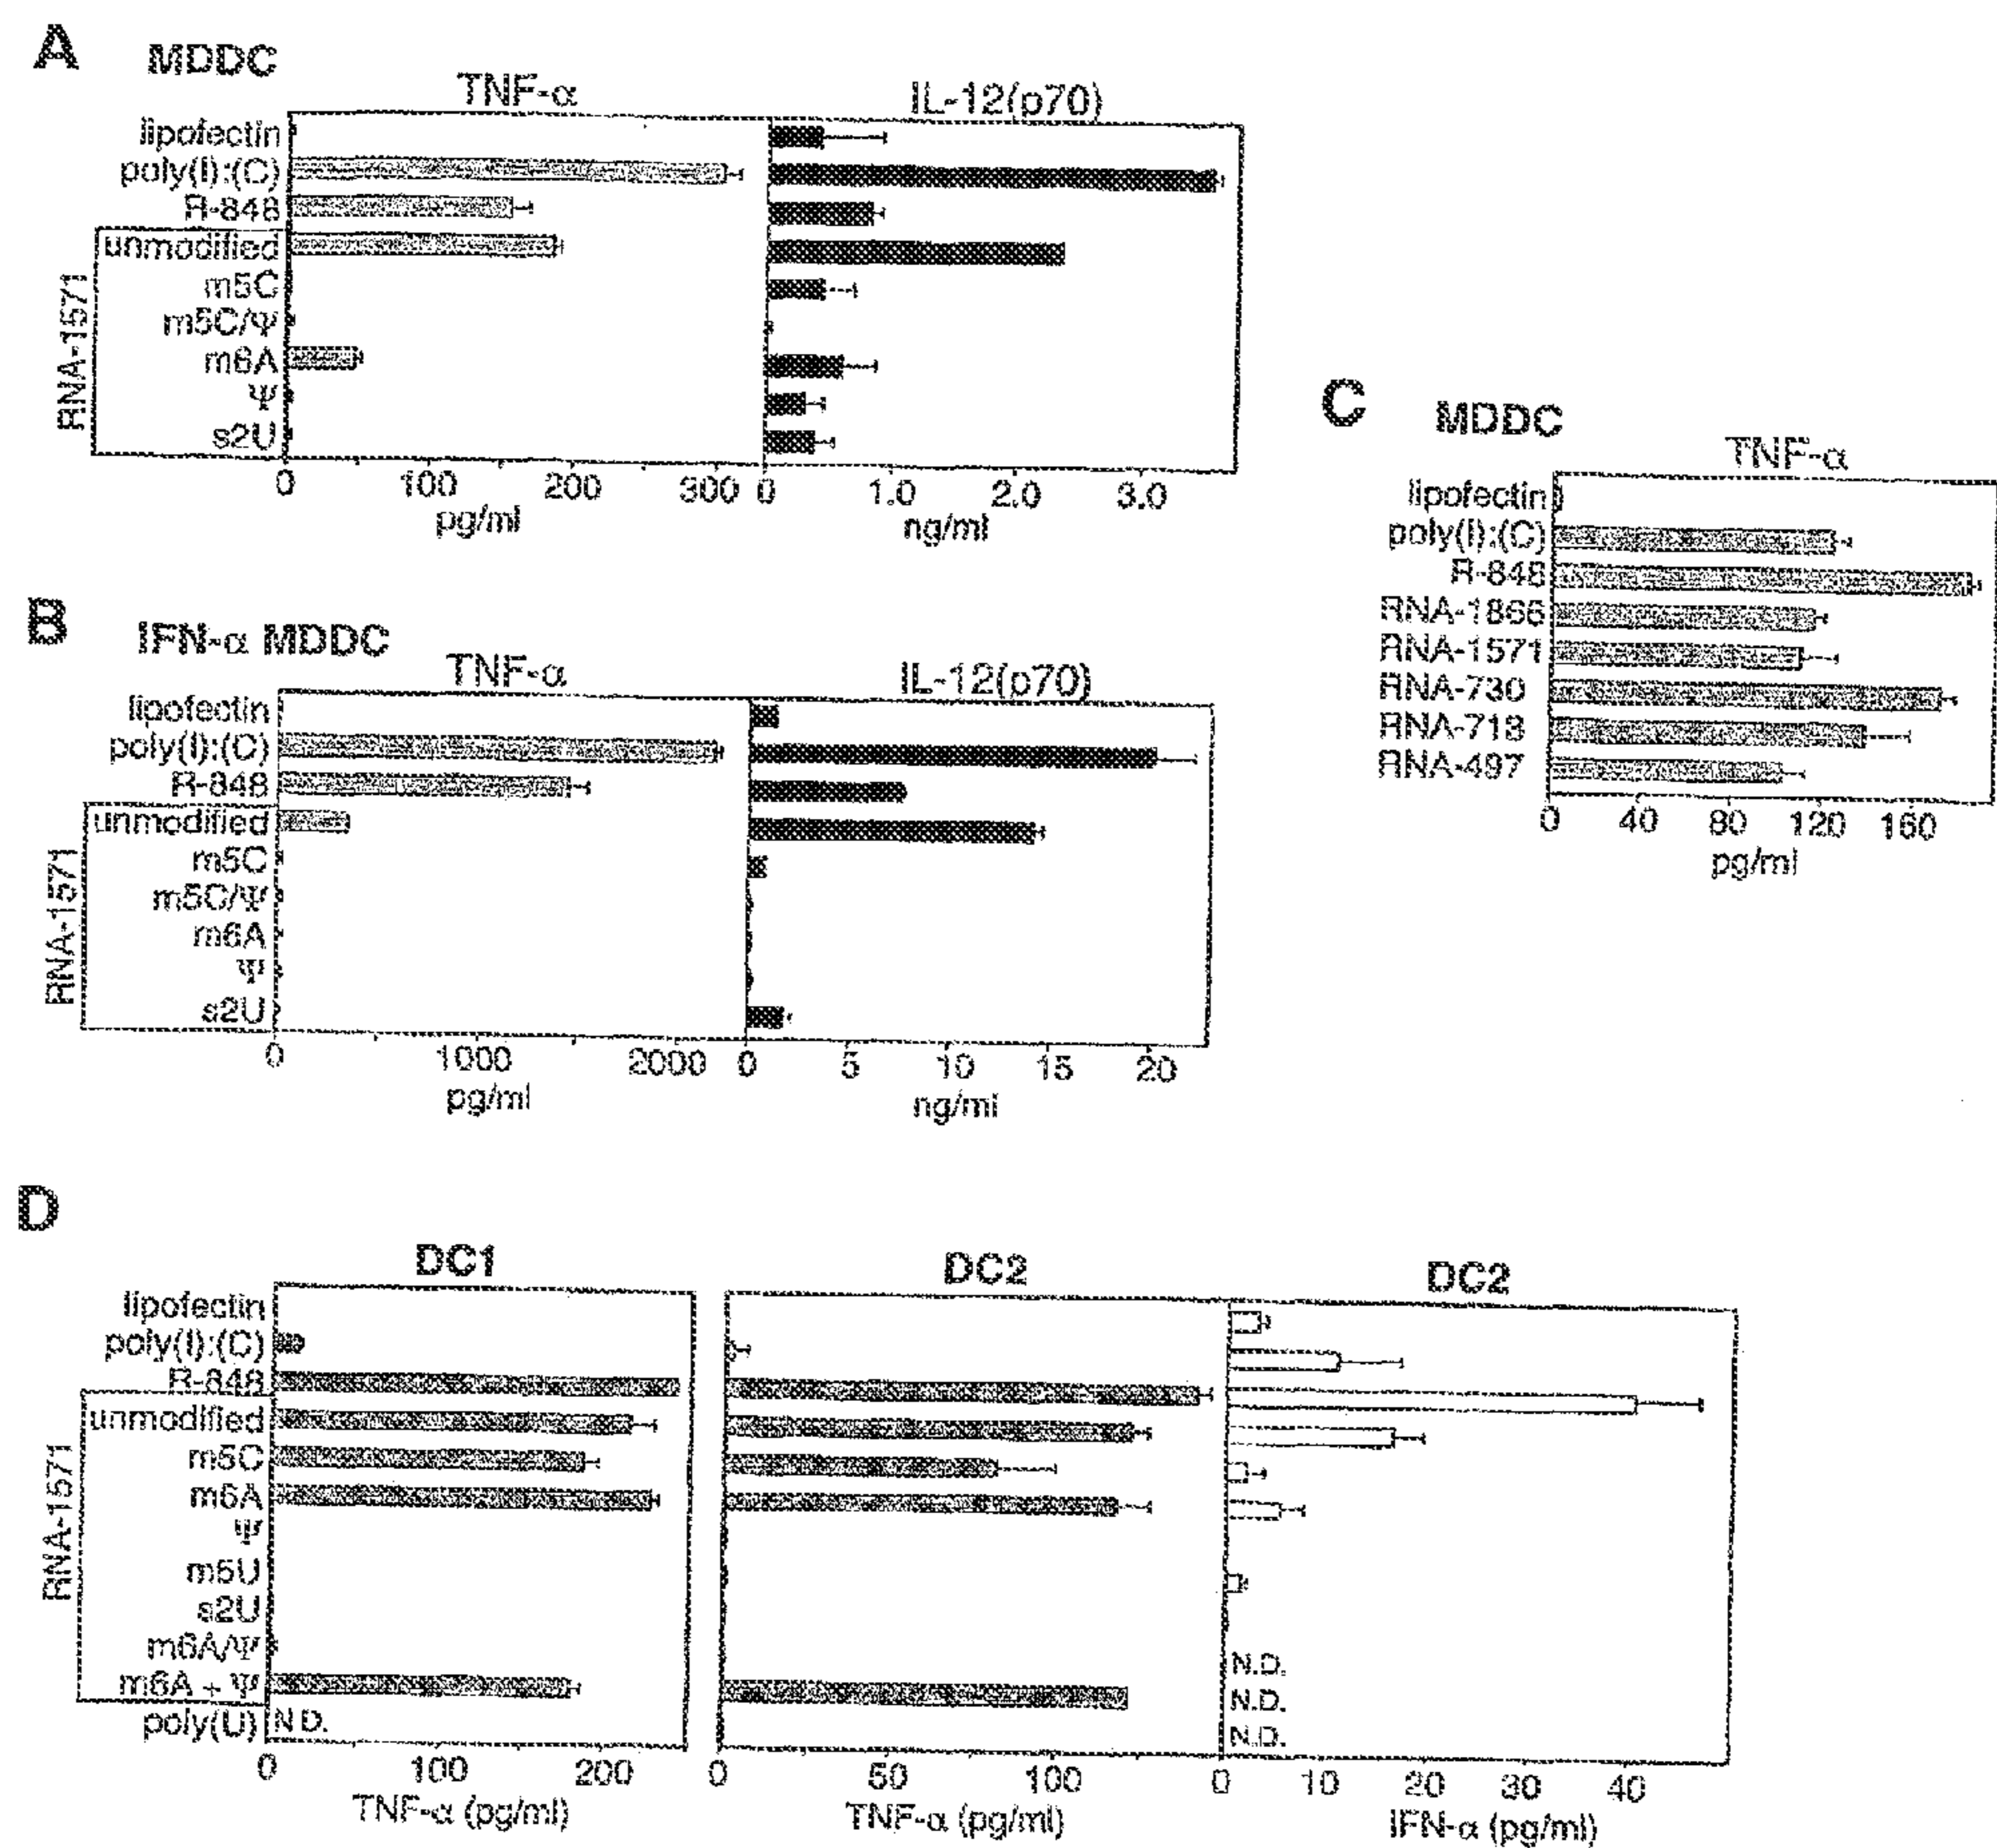 A MDDC
TNF-α IL-12(p70)
lipofectin
poly(I):(C)
R-848
unmodified
m5C
m5C/Ψ
m6A
Ψ
s2U
RNA-1571
0 100 200 300 0 1.0 2.0 3.0
pg/ml ng/ml
C MDDC
TNF-α
lipofectin
poly(I):(C)
R-848
RNA-1866
RNA-1571
RNA-730
RNA-713
RNA-497
0 40 80 120 160
pg/ml
B IFN-α MDDC
TNF-α IL-12(p70)
lipofectin
poly(I):(C)
R-848
unmodified
m5C
m5C/Ψ
m6A
Ψ
s2U
RNA-1571
0 1000 2000 0 5 10 15 20
pg/ml ng/ml
D
DC1 DC2 DC2
lipofectin
poly(I):(C)
R-848
unmodified
m5C
m6A
Ψ
m5U
s2U
m6A/Ψ N.D.
m6A + Ψ N.D.
poly(U) N.D. N.D.
RNA-1571
0 100 200 0 50 100 0 10 20 30 40
TNF-α (pg/ml) TNF-α (pg/ml) IFN-α (pg/ml)